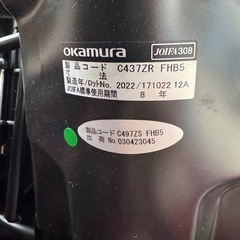 okamura JOIFA308
製品コード C437ZR FHB5
寸法
製造年/ロットNo. 2022/171022 12A
JOIFA標準使用期間 8 年
製品コード C497ZS FHB5
出荷 No.030423045